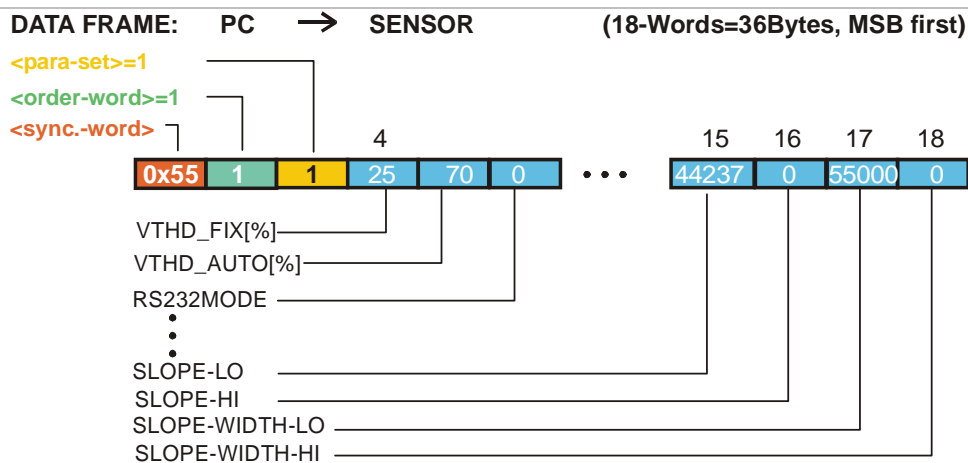 DATA FRAME: PC → SENSOR (18-Words=36Bytes, MSB first)
<para-set>=1
<order-word>=1
<sync.-word>
4 15 16 17 18
0x55 1 1 25 70 0 • • • 44237 0 55000 0
VTHD_FIX[%]
VTHD_AUTO[%]
RS232MODE
SLOPE-LO
SLOPE-HI
SLOPE-WIDTH-LO
SLOPE-WIDTH-HI